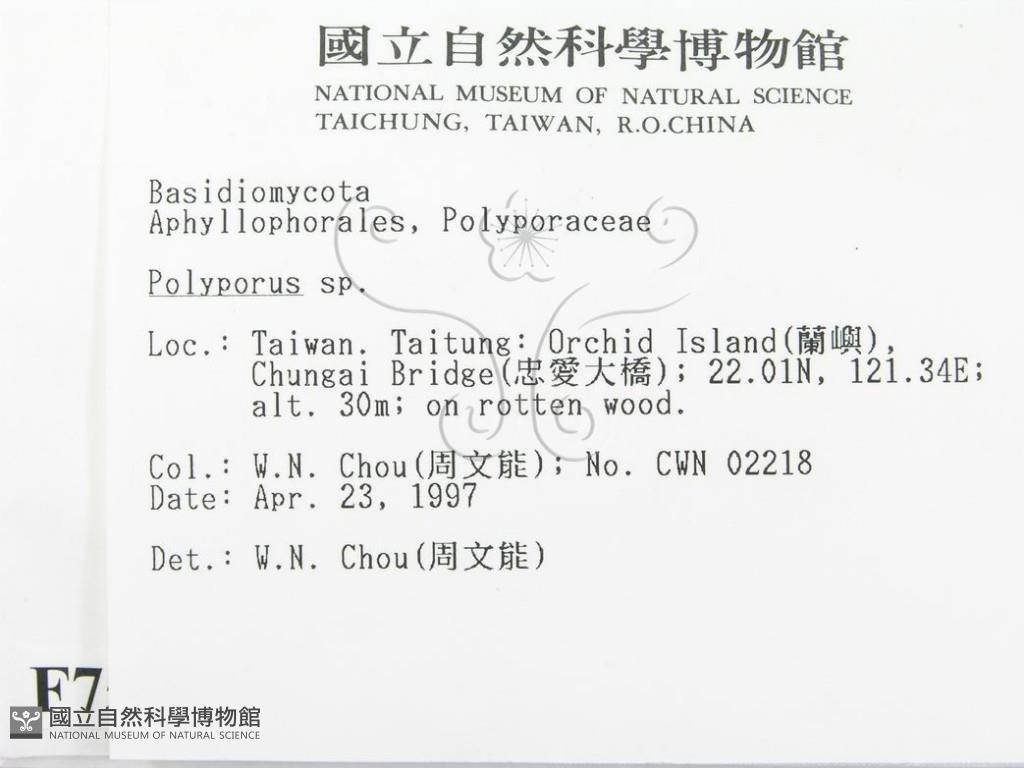 國立自然科學博物館
NATIONAL MUSEUM OF NATURAL SCIENCE
TAICHUNG, TAIWAN, R.O.CHINA
Basidiomycota
Aphyllophorales, Polyporaceae
Polyporus sp.
Loc.: Taiwan. Taitung: Orchid Island(蘭嶼),
Chungai Bridge(忠愛大橋); 22.01N, 121.34E;
alt. 30m; on rotten wood.
Col.: W.N. Chou(周文能); No. CWN 02218
Date: Apr. 23, 1997
Det.: W.N. Chou(周文能)
國立自然科學博物館
NATIONAL MUSEUM OF NATURAL SCIENCE